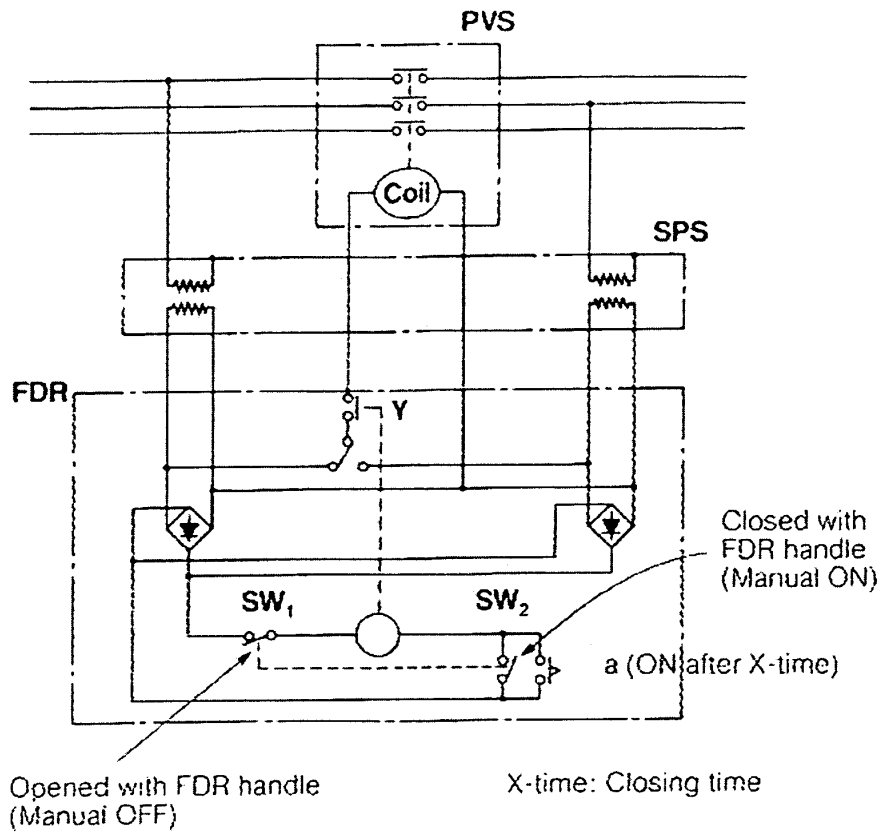 PVS
Coil
SPS
FDR
Y
Closed with
FDR handle
(Manual ON)
SW₁
SW₂
a (ON after X-time)
Opened with FDR handle
(Manual OFF)
X-time: Closing time